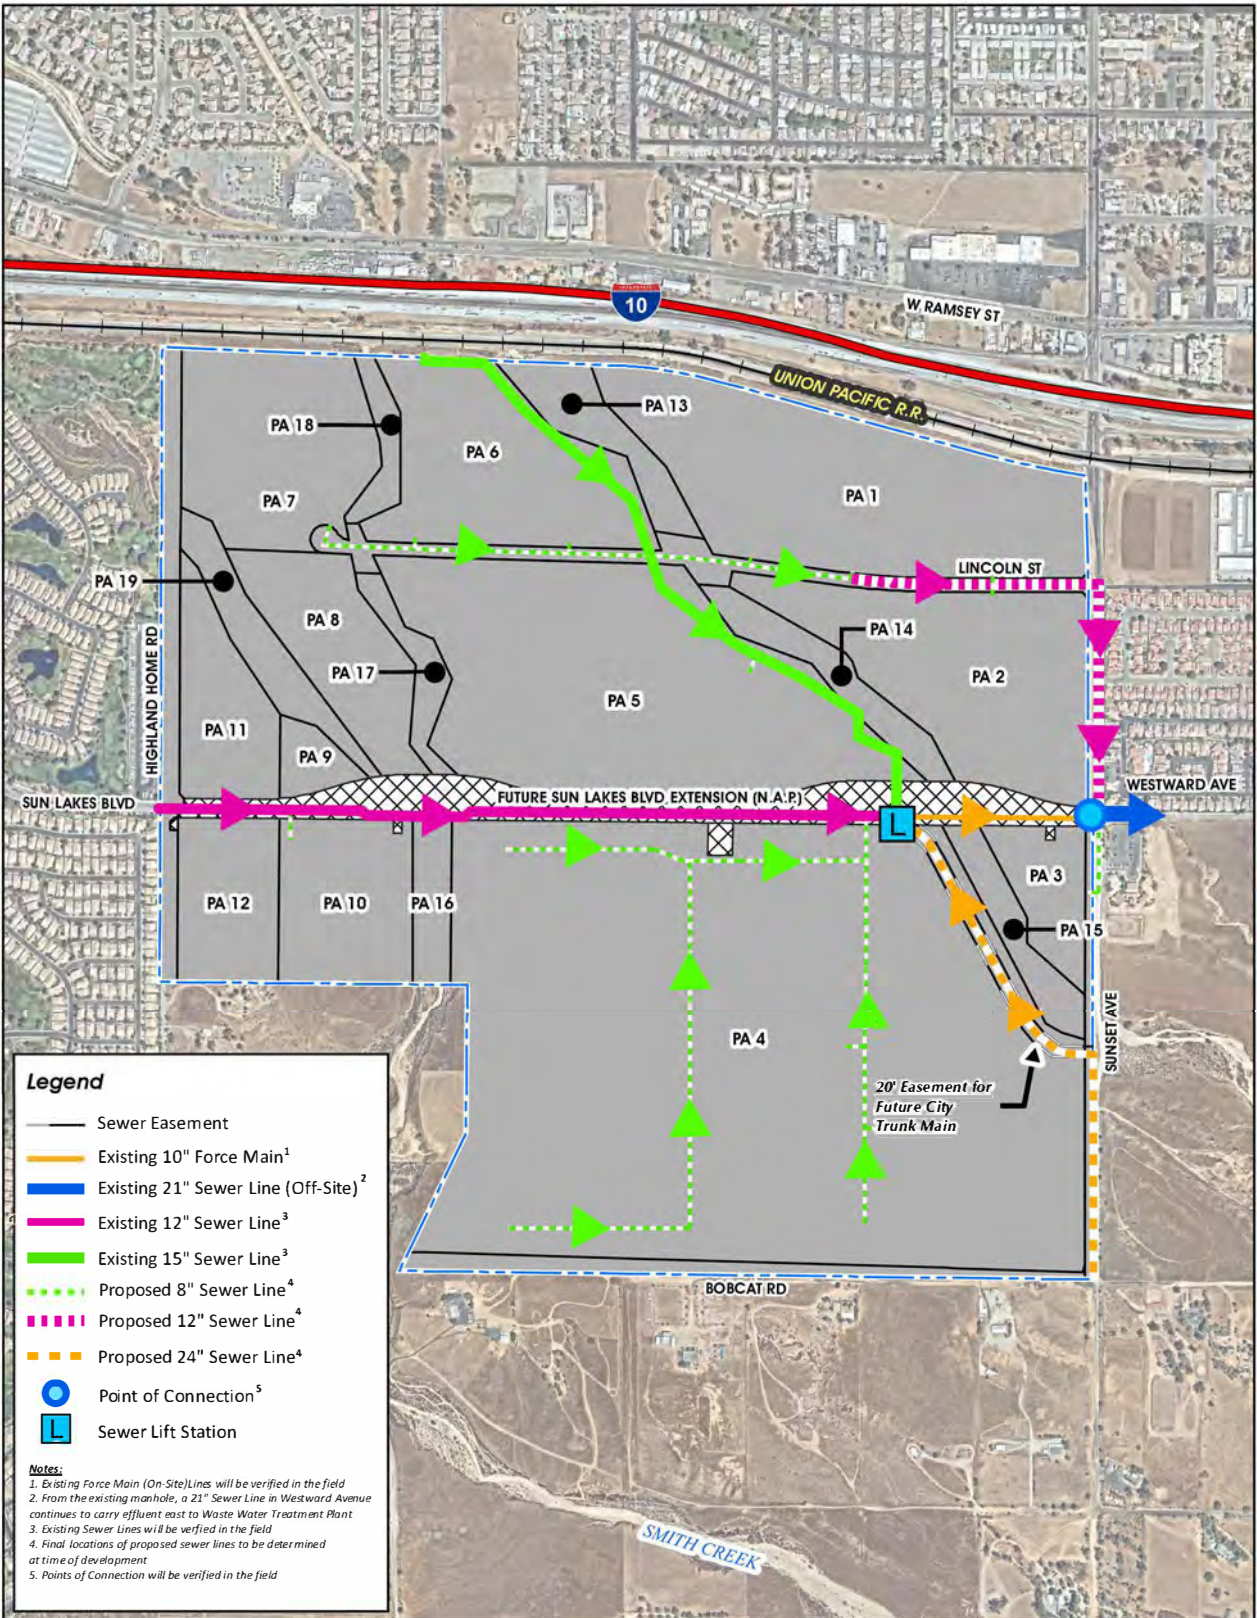 W. RAMSEY ST
INTERSTATE
10
UNION PACIFIC R.R.
PA 13
PA 18
PA 6
PA 1
PA 7
LINCOLN ST
PA 19
PA 8
PA 14
PA 17
PA 2
PA 5
HIGHLAND HOME RD
PA 11
PA 9
WESTWARD AVE
SUN LAKES BLVD
FUTURE SUN LAKES BLVD EXTENSION (N.A.P.)
L
PA 3
PA 12
PA 10
PA 16
PA 15
SUNSET AVE
PA 4
20' Easement for
Future City
Trunk Main
BOBCAT RD
SMITH CREEK
Legend
Sewer Easement
Existing 10" Force Main¹
Existing 21" Sewer Line (Off-Site)²
Existing 12" Sewer Line³
Existing 15" Sewer Line³
Proposed 8" Sewer Line⁴
Proposed 12" Sewer Line⁴
Proposed 24" Sewer Line⁴
Point of Connection⁵
L Sewer Lift Station
Notes:
1. Existing Force Main (On-Site)Lines will be verified in the field
2. From the existing manhole, a 21" Sewer Line in Westward Avenue
continues to carry effluent east to Waste Water Treatment Plant
3. Existing Sewer Lines will be verfied in the field
4. Final locations of proposed sewer lines to be determined
at time of development
5. Points of Connection will be verified in the field